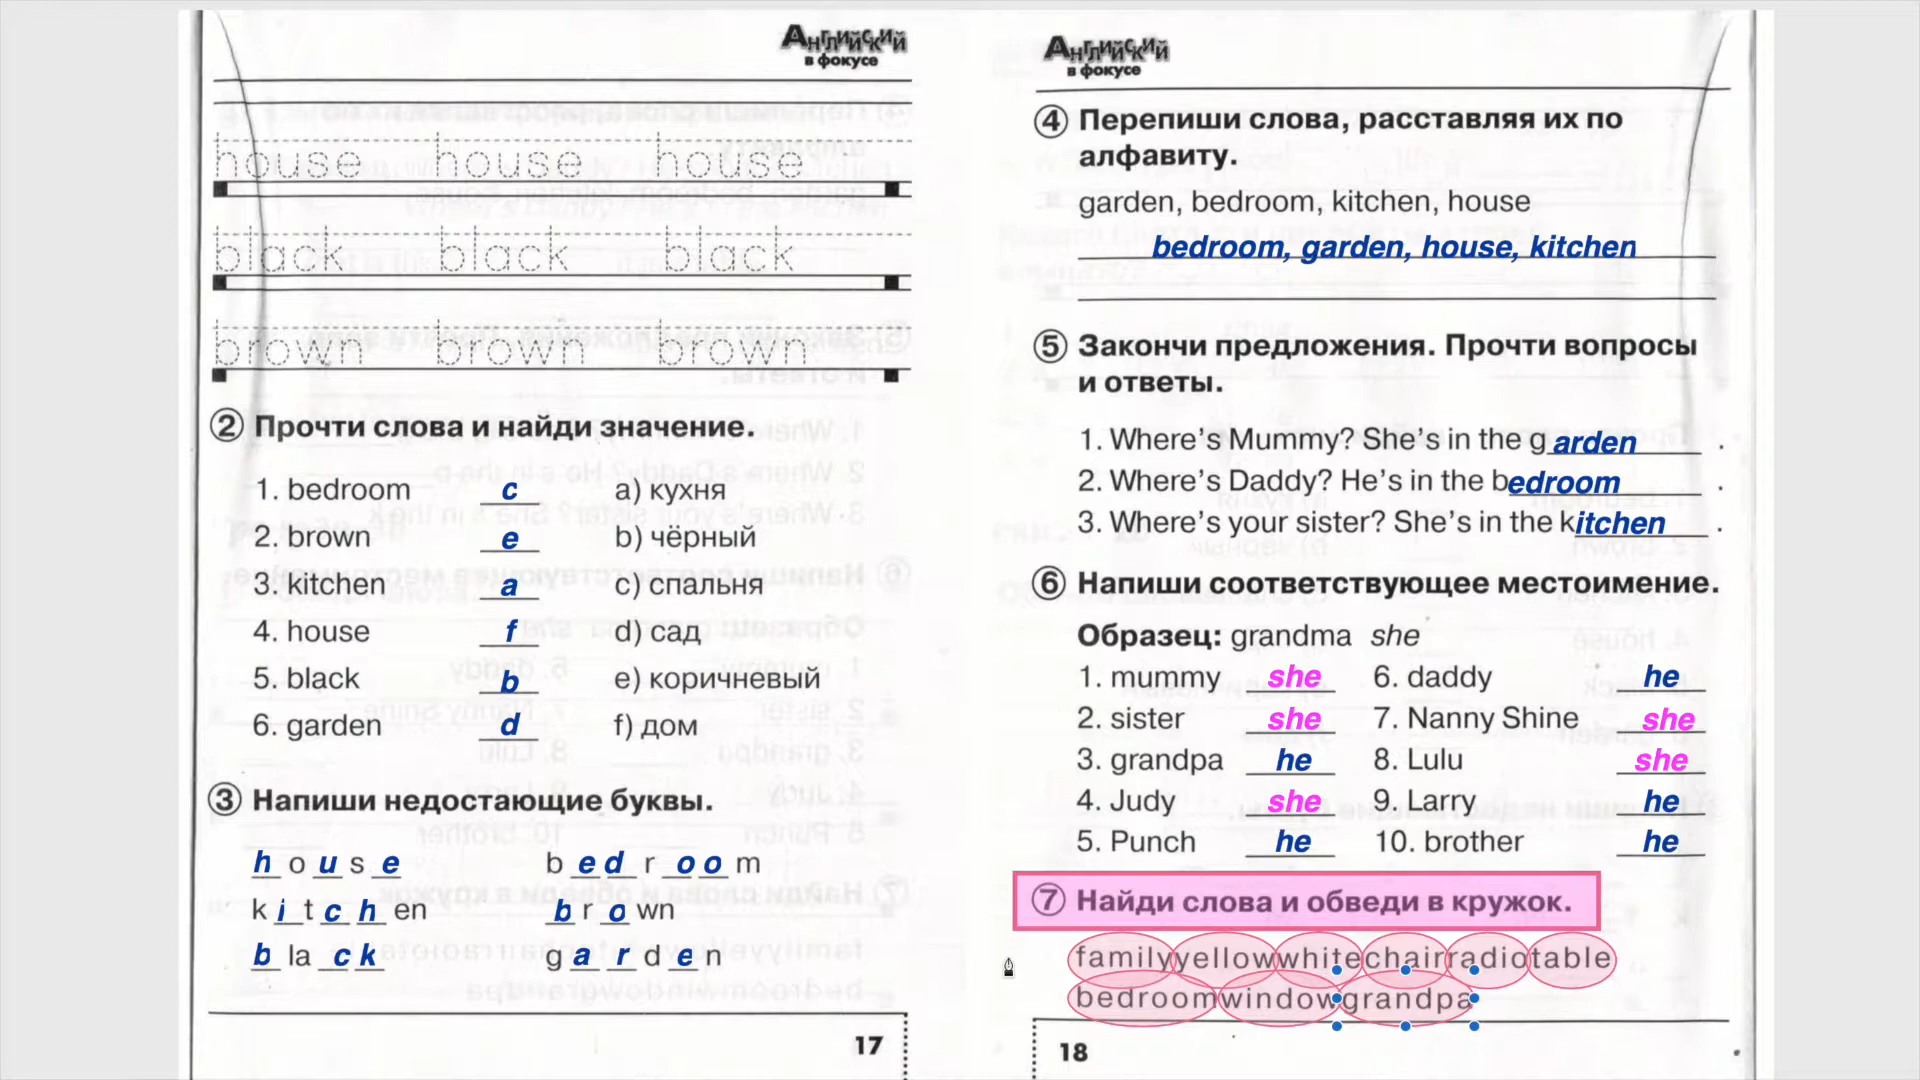 Английский
в фокусе
house house house
black black black
brown brown brown
② Прочти слова и найди значение.
1. bedroom c a) кухня
2. brown e b) чёрный
3. kitchen a c) спальня
4. house f d) сад
5. black b e) коричневый
6. garden d f) дом
③ Напиши недостающие буквы.
h o u s e b e d r o o m
k i t c h en b r o wn
b la c k g a r d e n
17
Английский
в фокусе
④ Перепиши слова, расставляя их по
алфавиту.
garden, bedroom, kitchen, house
bedroom, garden, house, kitchen
⑤ Закончи предложения. Прочти вопросы
и ответы.
1. Where's Mummy? She's in the garden.
2. Where's Daddy? He's in the bedroom.
3. Where's your sister? She's in the kitchen.
⑥ Напиши соответствующее местоимение.
Образец: grandma she
1. mummy she 6. daddy he
2. sister she 7. Nanny Shine she
3. grandpa he 8. Lulu she
4. Judy she 9. Larry he
5. Punch he 10. brother he
⑦ Найди слова и обведи в кружок.
familyyellowwhitechairradiotable
bedroomwindowgrandpa
18